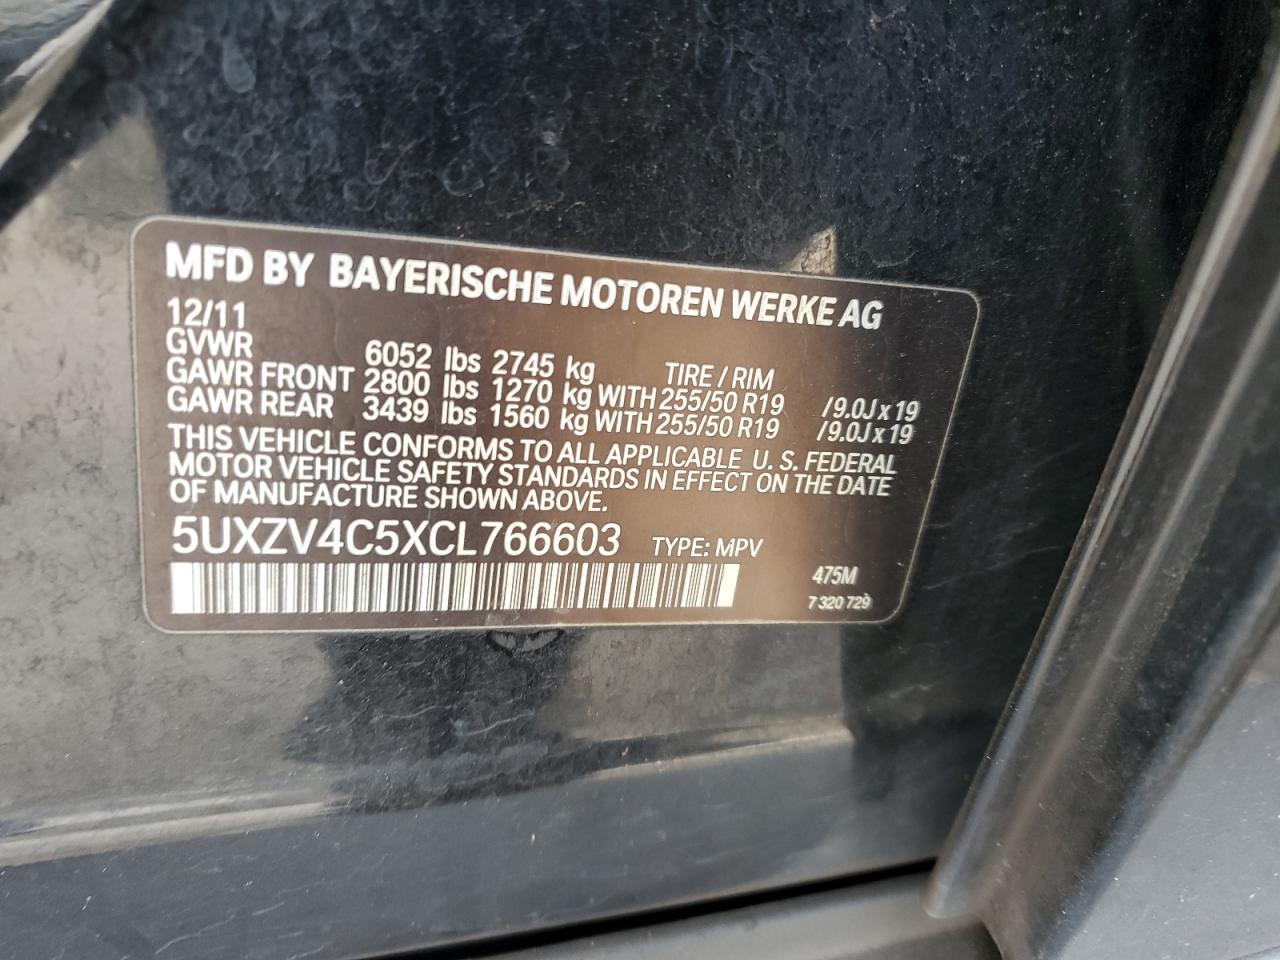 MFD BY BAYERISCHE MOTOREN WERKE AG
12/11
GVWR 6052 lbs 2745 kg TIRE / RIM
GAWR FRONT 2800 lbs 1270 kg WITH 255/50 R19 /9.0J x 19
GAWR REAR 3439 lbs 1560 kg WITH 255/50 R19 /9.0J x 19
THIS VEHICLE CONFORMS TO ALL APPLICABLE U. S. FEDERAL
MOTOR VEHICLE SAFETY STANDARDS IN EFFECT ON THE DATE
OF MANUFACTURE SHOWN ABOVE.
5UXZV4C5XCL766603 TYPE: MPV
475M
7 320 729